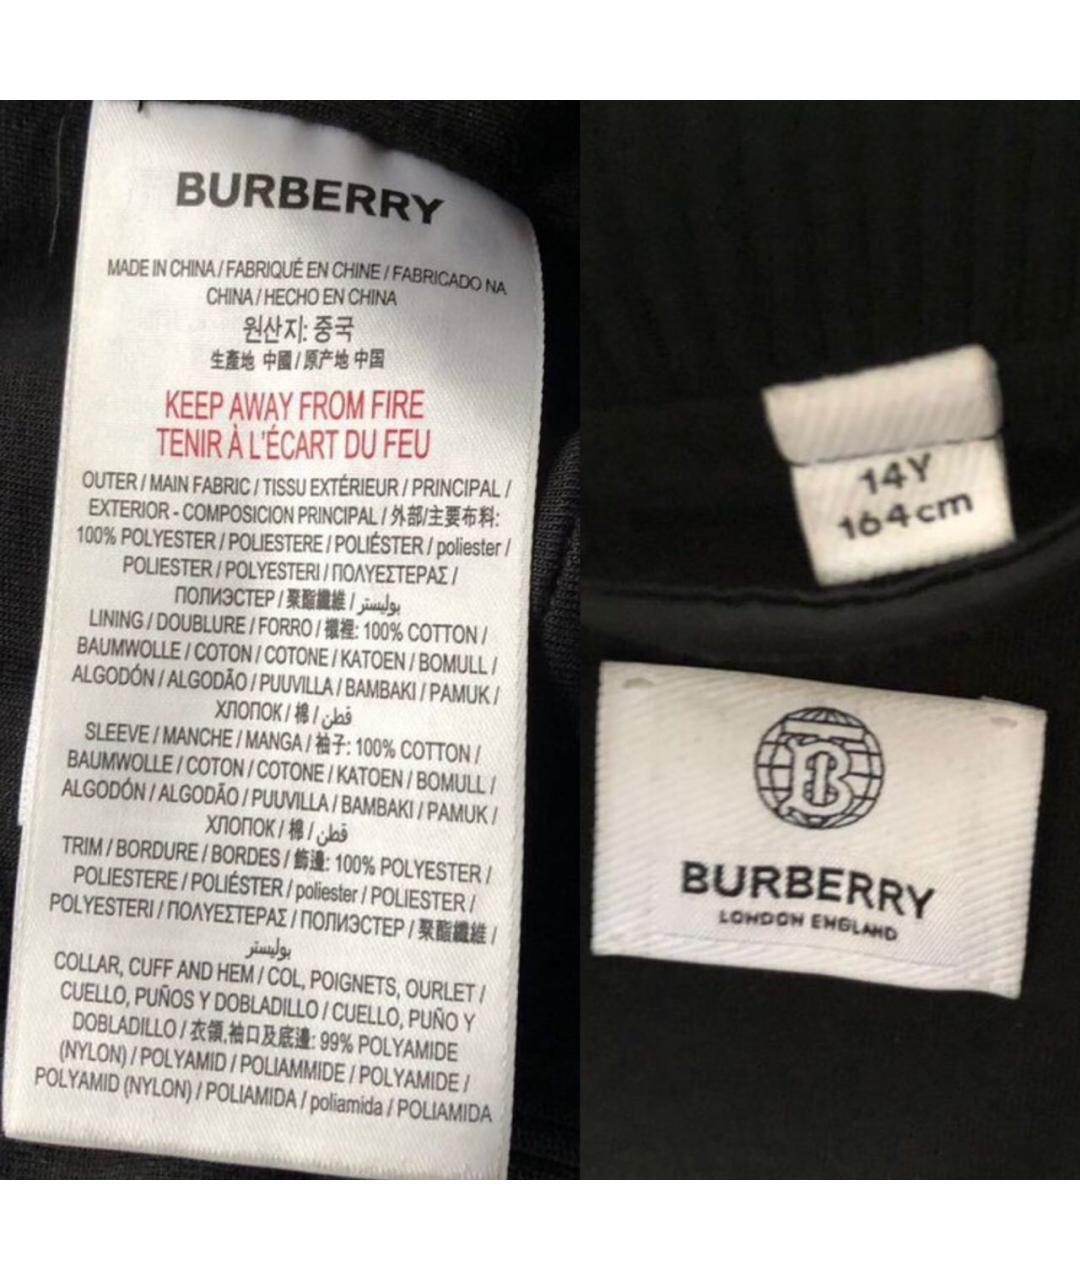 BURBERRY
MADE IN CHINA / FABRIQUÉ EN CHINE / FABRICADO NA
CHINA / HECHO EN CHINA
원산지: 중국
生產地 中國 / 原产地 中国
KEEP AWAY FROM FIRE
TENIR À L'ÉCART DU FEU
OUTER / MAIN FABRIC / TISSU EXTÉRIEUR / PRINCIPAL /
EXTERIOR - COMPOSICION PRINCIPAL / 外部/主要布料:
100% POLYESTER / POLIESTERE / POLIÉSTER / poliester /
POLIESTER / POLYESTERI / ΠΟΛΥΕΣΤΕΡΑΣ /
ПОЛИЭСТЕР / 聚酯纖維 / بوليستر
LINING / DOUBLURE / FORRO / 襯裡: 100% COTTON /
BAUMWOLLE / COTON / COTONE / KATOEN / BOMULL /
ALGODÓN / ALGODÃO / PUUVILLA / BAMBAKI / PAMUK /
ХЛОПОК / 棉 / قطن
SLEEVE / MANCHE / MANGA / 袖子: 100% COTTON /
BAUMWOLLE / COTON / COTONE / KATOEN / BOMULL /
ALGODÓN / ALGODÃO / PUUVILLA / BAMBAKI / PAMUK /
ХЛОПОК / 棉 / قطن
TRIM / BORDURE / BORDES / 飾邊: 100% POLYESTER /
POLIESTERE / POLIÉSTER / poliester / POLIESTER /
POLYESTERI / ΠΟΛΥΕΣΤΕΡΑΣ / ПОЛИЭСТЕР / 聚酯纖維 /
بوليستر
COLLAR, CUFF AND HEM / COL, POIGNETS, OURLET /
CUELLO, PUÑOS Y DOBLADILLO / CUELLO, PUÑO Y
DOBLADILLO / 衣領,袖口及底邊: 99% POLYAMIDE
(NYLON) / POLYAMID / POLIAMMIDE / POLYAMIDE /
POLYAMID (NYLON) / POLIAMIDA / poliamida / POLIAMIDA
14Y
164cm
B
BURBERRY
LONDON ENGLAND